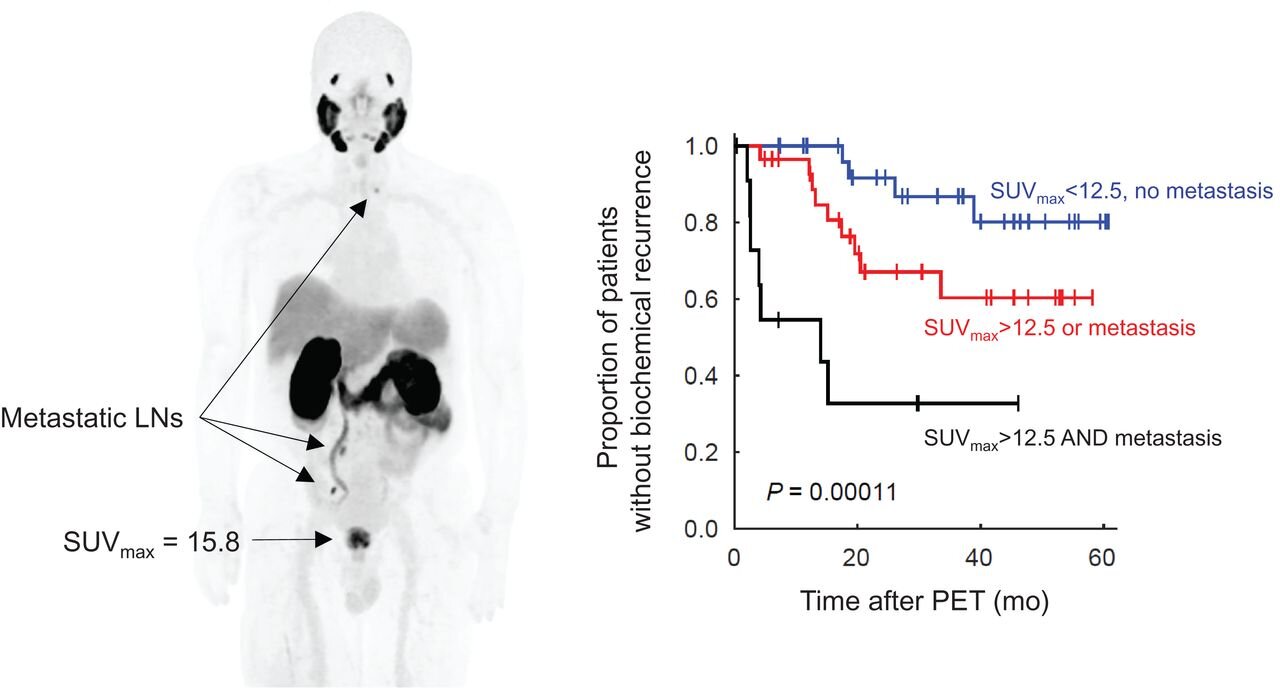 Metastatic LNs
SUVmax = 15.8
Proportion of patients
without biochemical recurrence
1.0
0.8
0.6
0.4
0.2
0.0
SUVmax<12.5, no metastasis
SUVmax>12.5 or metastasis
SUVmax>12.5 AND metastasis
P = 0.00011
0 20 40 60
Time after PET (mo)